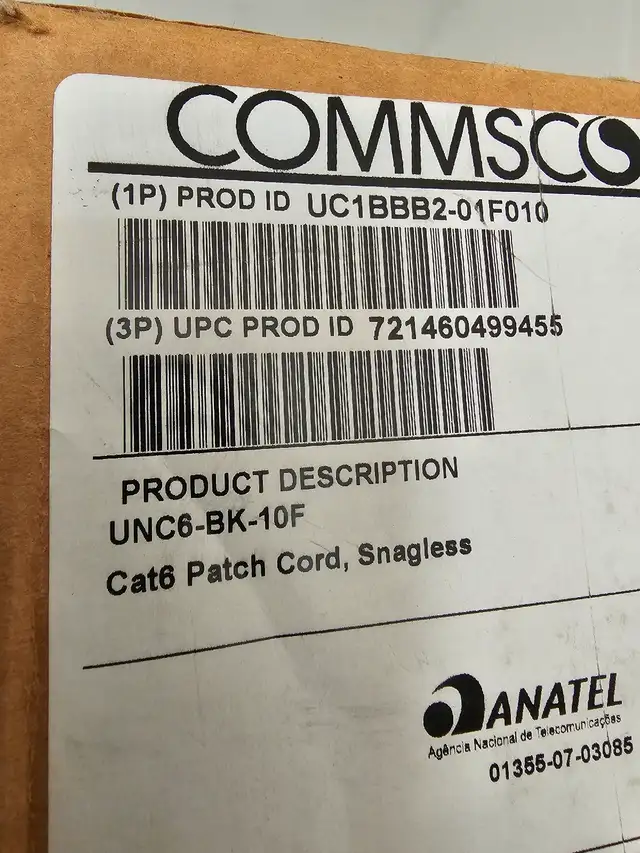 COMMSCO
(1P) PROD ID UC1BBB2-01F010
(3P) UPC PROD ID 721460499455
PRODUCT DESCRIPTION
UNC6-BK-10F
Cat6 Patch Cord, Snagless
ANATEL
Agência Nacional de Telecomunicações
01355-07-03085